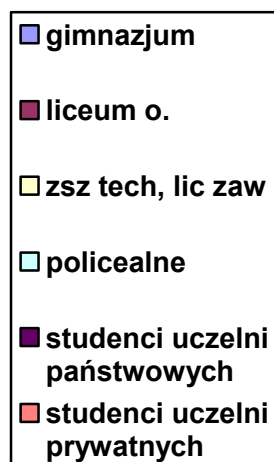 gimnazjum
liceum o.
zsz tech, lic zaw
policealne
studenci uczelni
państwowych
studenci uczelni
prywatnych